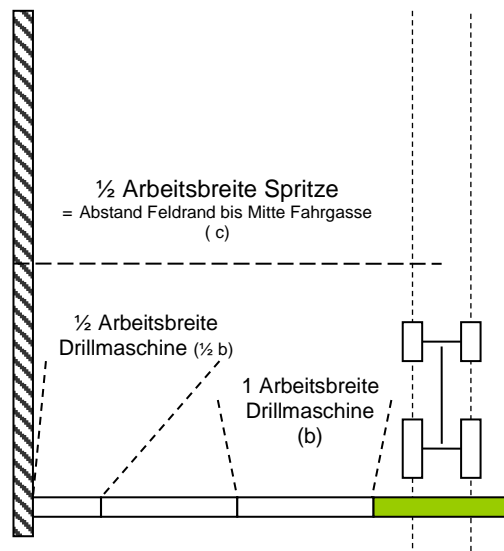 ½ Arbeitsbreite Spritze
= Abstand Feldrand bis Mitte Fahrgasse
( c)
½ Arbeitsbreite
Drillmaschine (½ b)
1 Arbeitsbreite
Drillmaschine
(b)